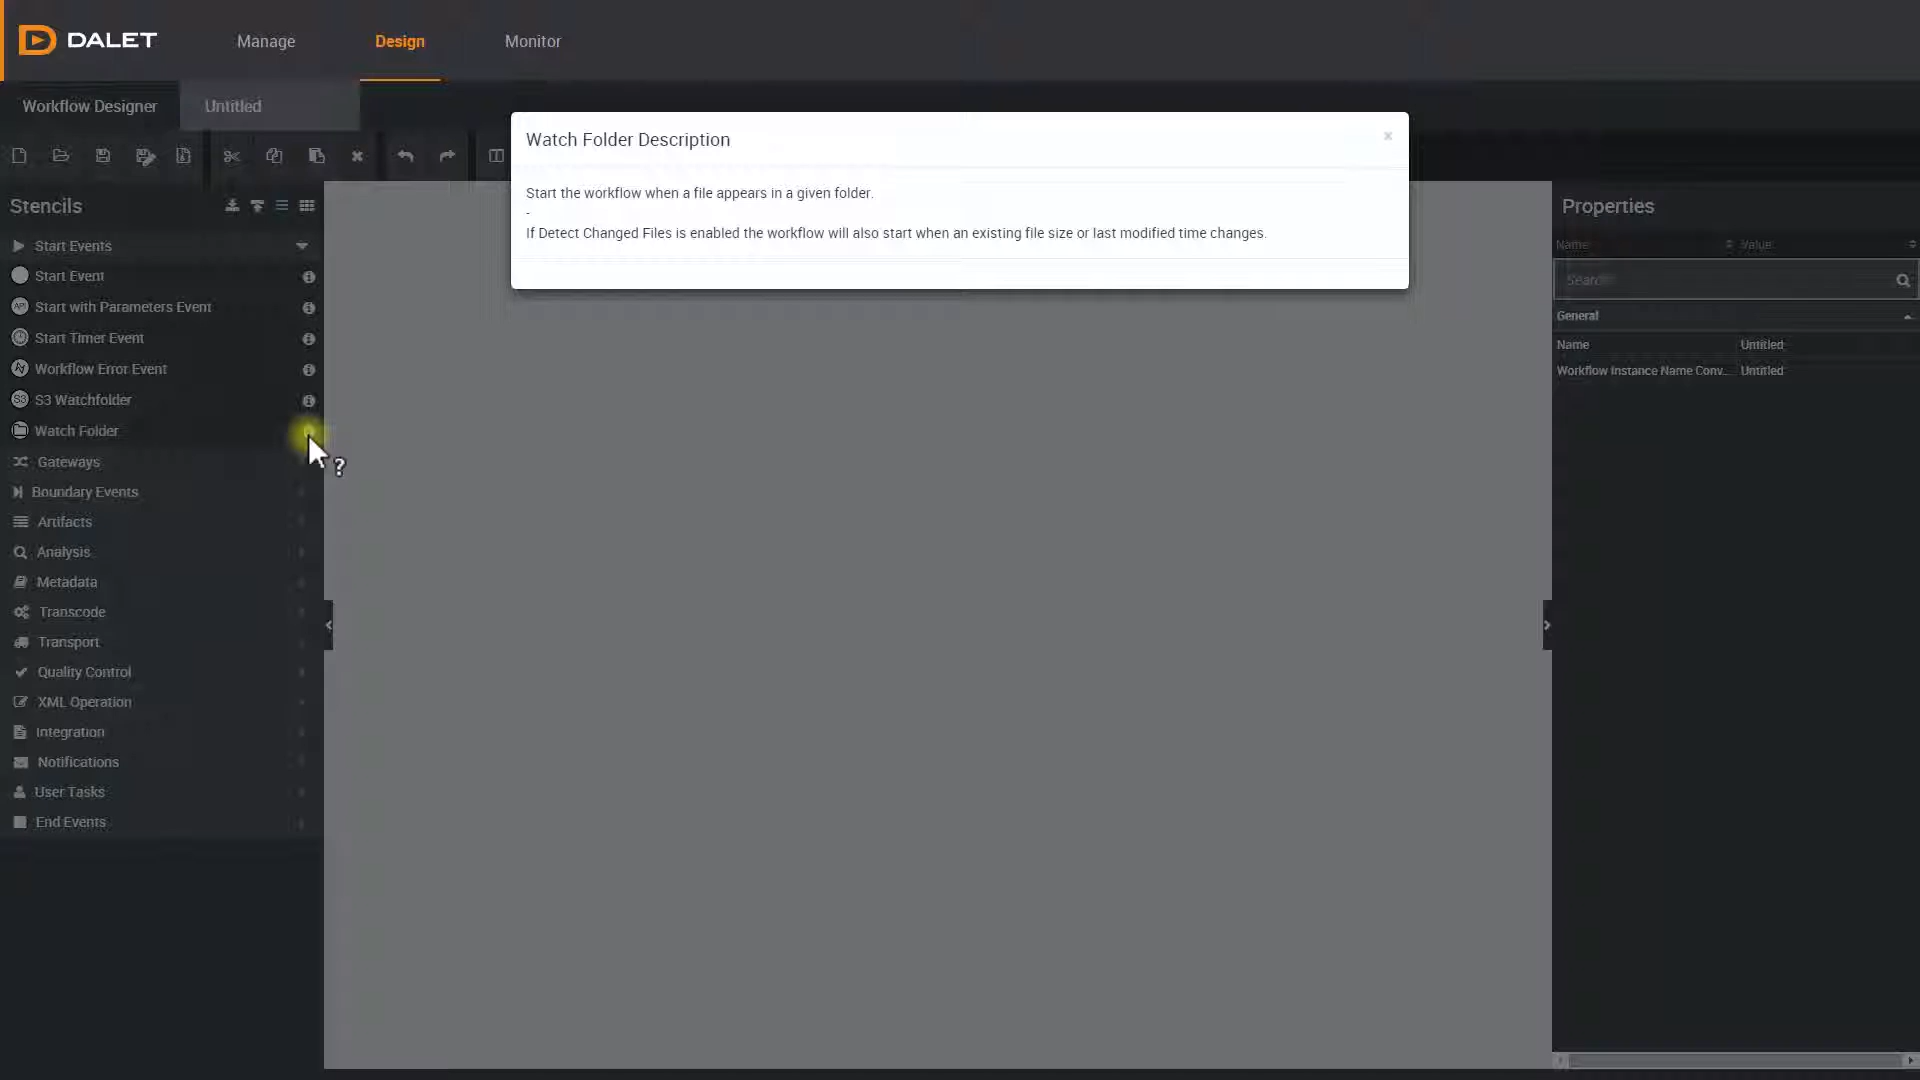 DALET
Manage
Design
Monitor
Workflow Designer
Untitled
Watch Folder Description
×
Start the workflow when a file appears in a given folder.
-
If Detect Changed Files is enabled the workflow will also start when an existing file size or last modified time changes.
Stencils
Start Events
Start Event
API
Start with Parameters Event
Start Timer Event
Workflow Error Event
S3
S3 Watchfolder
Watch Folder
?
Gateways
Boundary Events
Artifacts
Analysis
Metadata
Transcode
Transport
Quality Control
XML Operation
Integration
Notifications
User Tasks
End Events
Properties
Name
Value
Search
General
Name
Untitled
Workflow Instance Name Conv...
Untitled